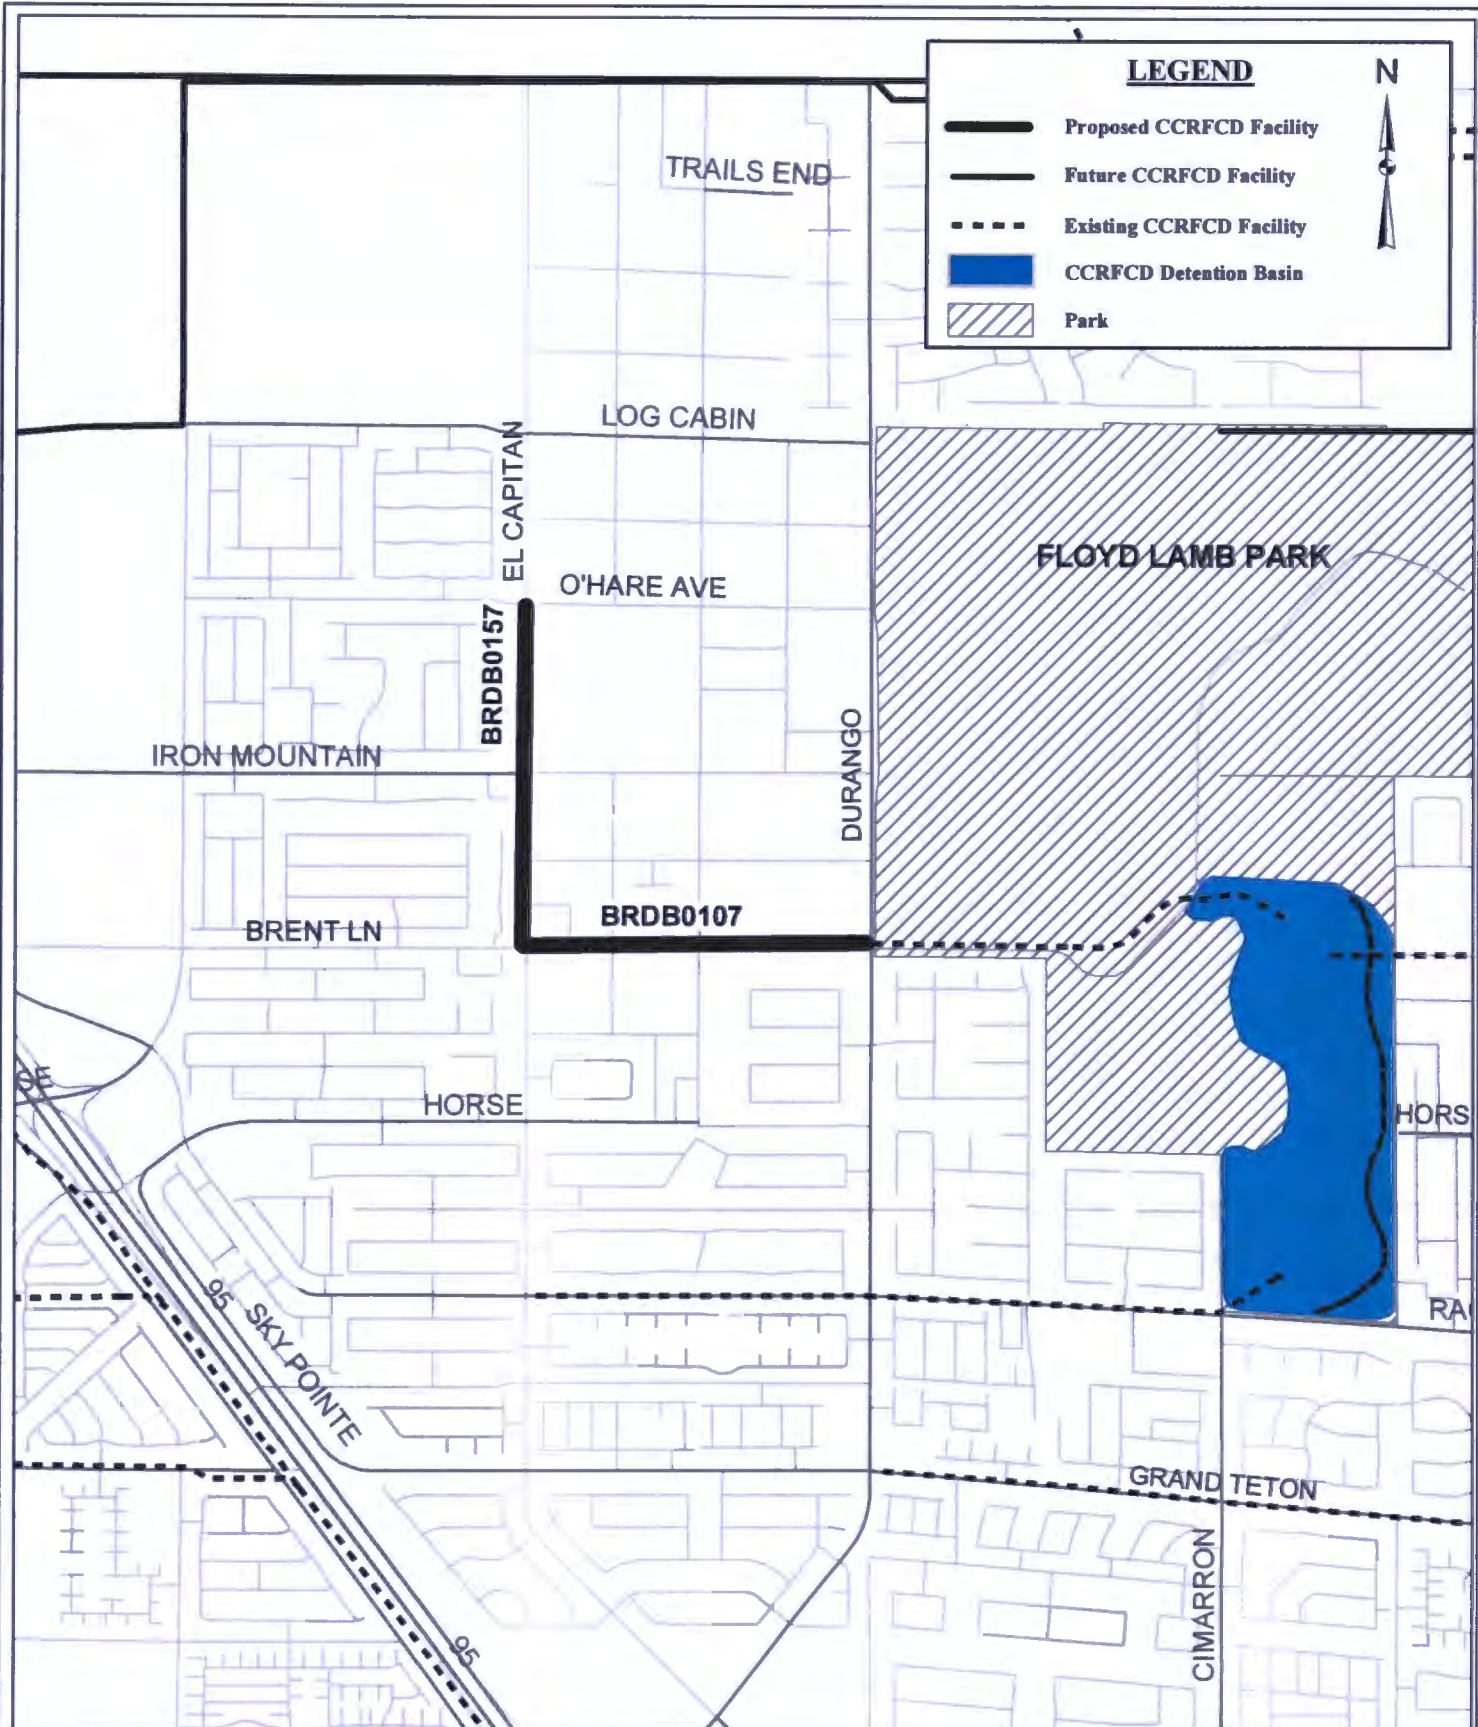 LEGEND
N
Proposed CCRFCD Facility
Future CCRFCD Facility
Existing CCRFCD Facility
CCRFCD Detention Basin
Park
TRAILS END
LOG CABIN
EL CAPITAN
FLOYD LAMB PARK
O'HARE AVE
BRDB0157
DURANGO
IRON MOUNTAIN
BRDB0107
BRENT LN
SE
HORSE
HORS
95
SKY POINTE
RA
GRAND TETON
CIMARRON
95